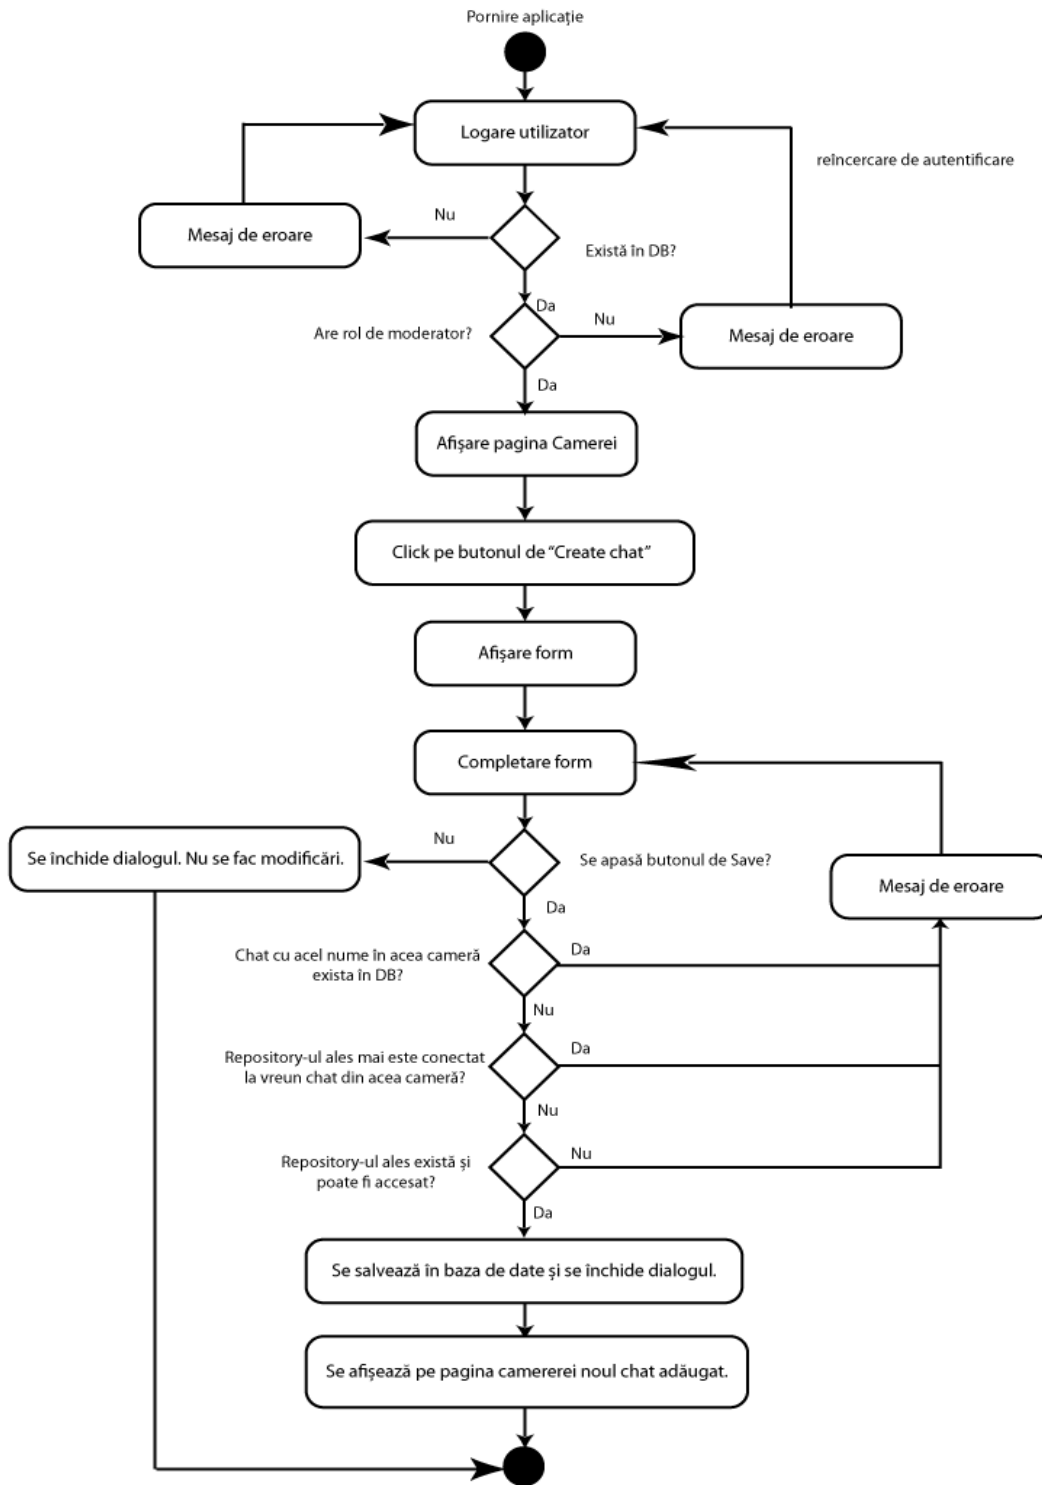 Pornire aplicație
Logare utilizator
reîncercare de autentificare
Nu
Mesaj de eroare
Există în DB?
Da
Are rol de moderator?
Nu
Mesaj de eroare
Da
Afișare pagina Camerei
Click pe butonul de “Create chat”
Afișare form
Completare form
Nu
Se închide dialogul. Nu se fac modificări.
Se apasă butonul de Save?
Mesaj de eroare
Da
Chat cu acel nume în acea cameră
exista în DB?
Da
Nu
Repository-ul ales mai este conectat
la vreun chat din acea cameră?
Da
Nu
Repository-ul ales există și
poate fi accesat?
Nu
Da
Se salvează în baza de date și se închide dialogul.
Se afișează pe pagina camererei noul chat adăugat.